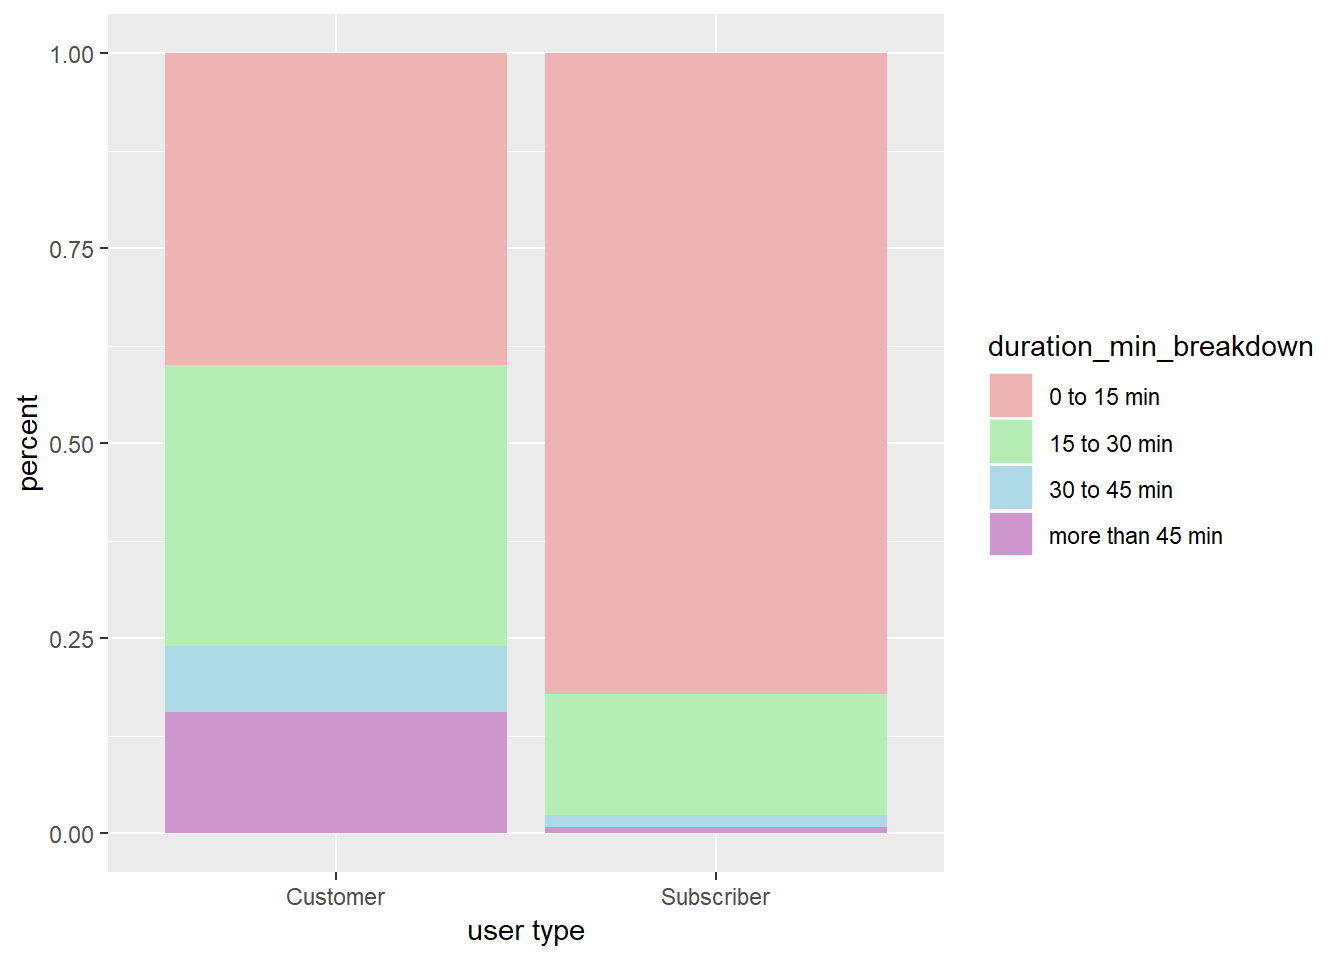 1.00
0.75
0.50
0.25
0.00
percent
Customer
Subscriber
user type
duration_min_breakdown
0 to 15 min
15 to 30 min
30 to 45 min
more than 45 min